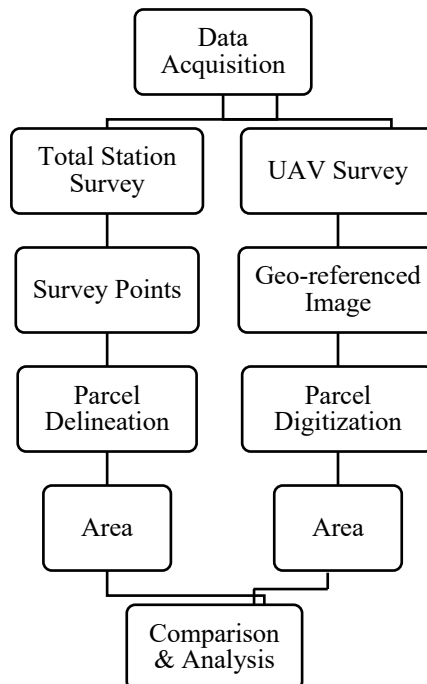 Data
Acquisition
Total Station
Survey
UAV Survey
Survey Points
Geo-referenced
Image
Parcel
Delineation
Parcel
Digitization
Area
Area
Comparison
& Analysis